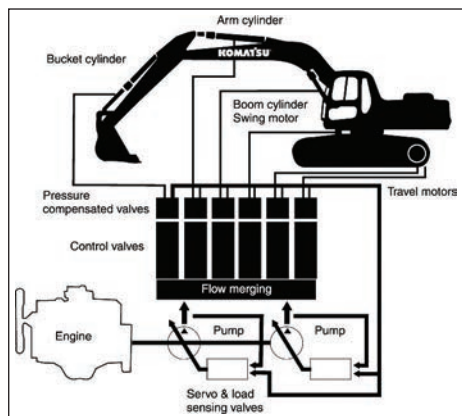 Arm cylinder
KOMATSU
Bucket cylinder
Boom cylinder
Swing motor
Pressure
compensated valves
Travel motors
Control valves
Flow merging
Engine
Pump
Pump
Servo & load
sensing valves